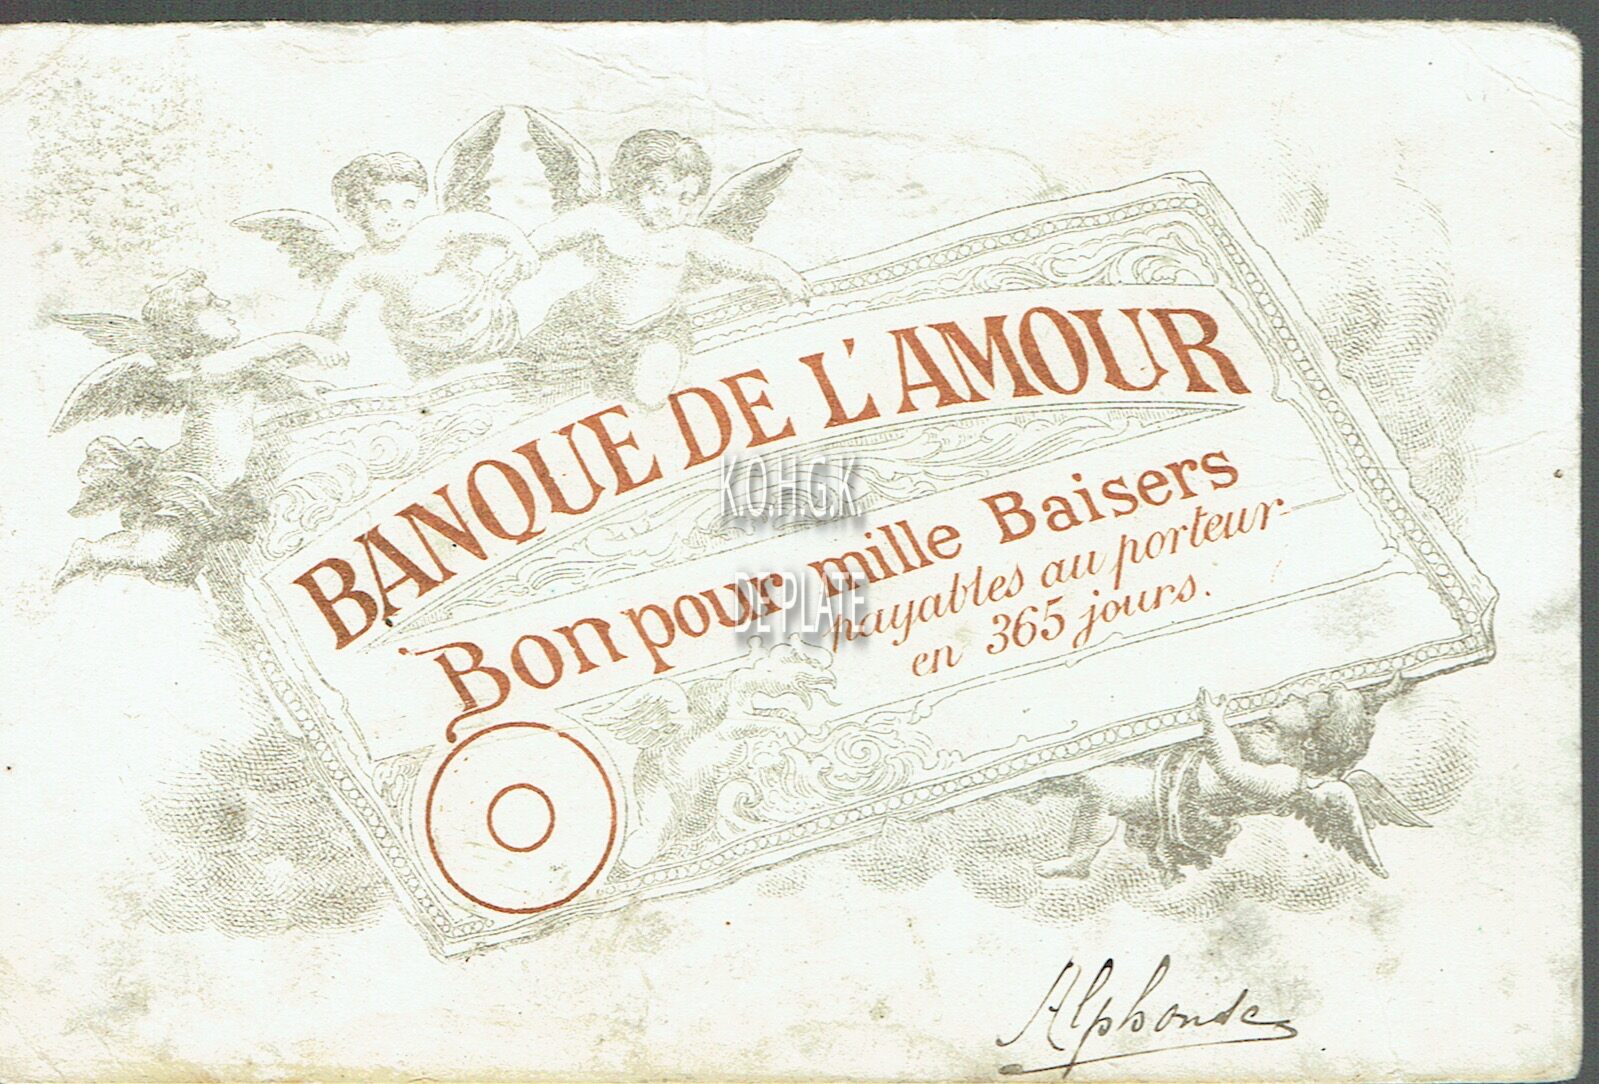 BANQUE DE L'AMOUR
Bon pour mille Baisers
payables au porteur
en 365 jours.
K.O.H.G.K.
DE PLATE
Alphonse